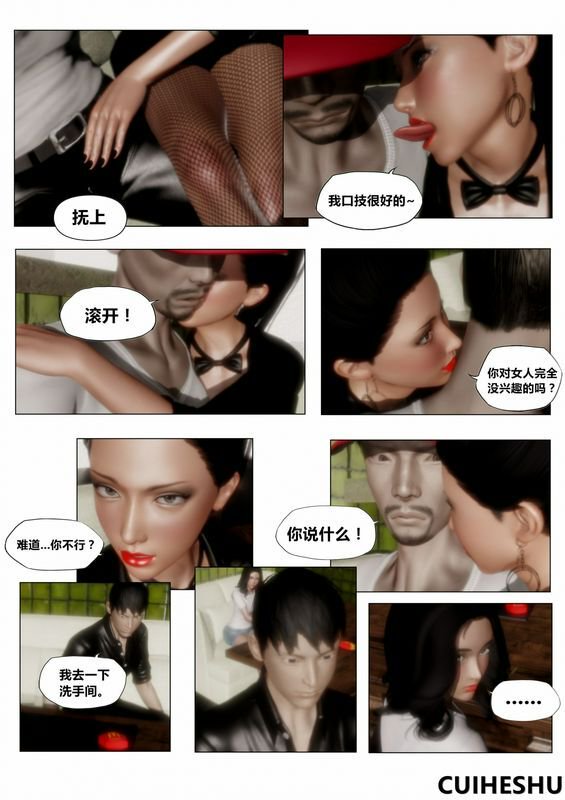 抚上
我口技很好的~
滚开！
你对女人完全
没兴趣的吗？
难道...你不行？
你说什么！
我去一下
洗手间。
......
CUIHESHU